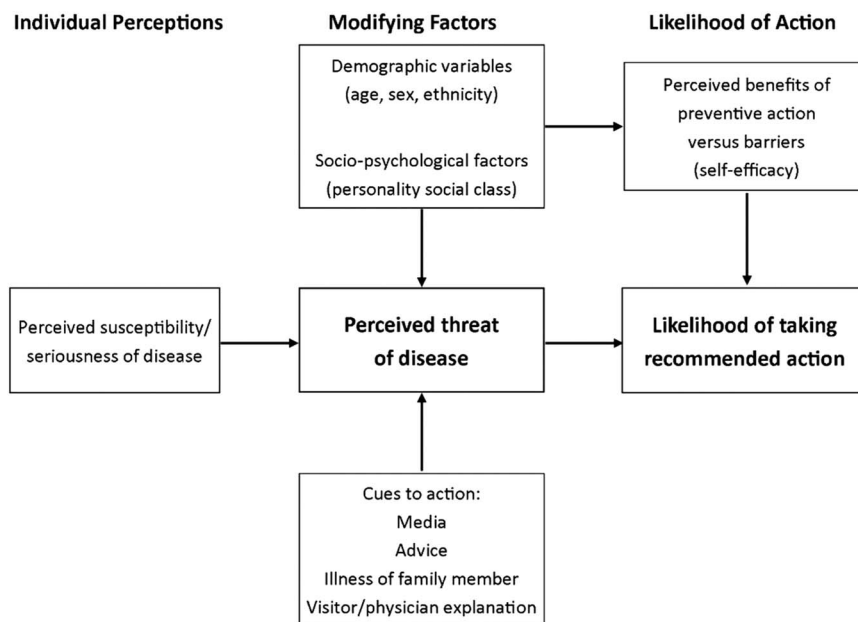 Individual Perceptions
Modifying Factors
Likelihood of Action
Demographic variables
(age, sex, ethnicity)
Socio-psychological factors
(personality social class)
Perceived benefits of
preventive action
versus barriers
(self-efficacy)
Perceived susceptibility/
seriousness of disease
Perceived threat
of disease
Likelihood of taking
recommended action
Cues to action:
Media
Advice
Illness of family member
Visitor/physician explanation